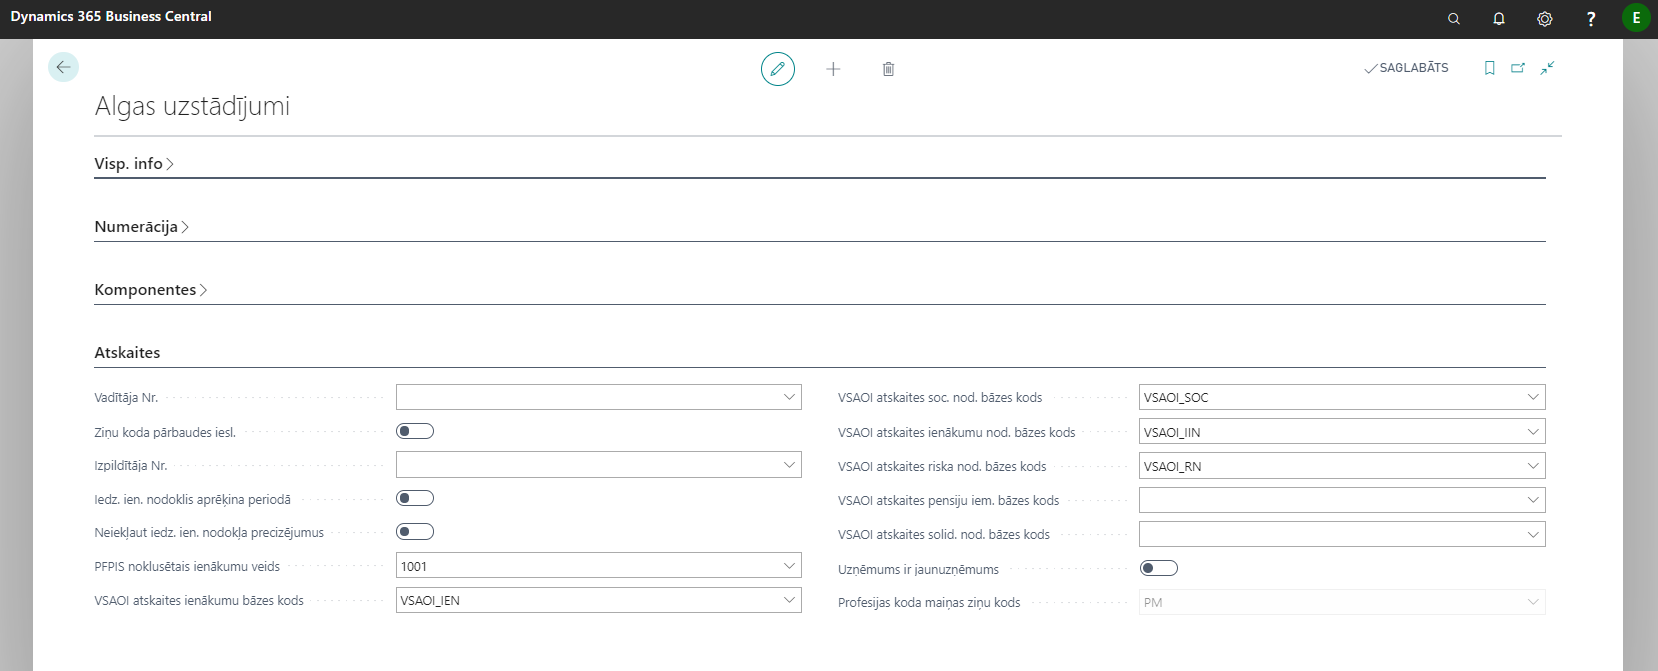 Dynamics 365 Business Central
?
E
SAGLABĀTS
Algas uzstādījumi
Visp. info
Numerācija
Komponentes
Atskaites
Vadītāja Nr.
Ziņu koda pārbaudes iesl.
Izpildītāja Nr.
Iedz. ien. nodoklis aprēķina periodā
Neiekļaut iedz. ien. nodokļa precizējumus
PFPIS noklusētais ienākumu veids 1001
VSAOI atskaites ienākumu bāzes kods VSAOI_IEN
VSAOI atskaites soc. nod. bāzes kods VSAOI_SOC
VSAOI atskaites ienākumu nod. bāzes kods VSAOI_IIN
VSAOI atskaites riska nod. bāzes kods VSAOI_RN
VSAOI atskaites pensiju iem. bāzes kods
VSAOI atskaites solid. nod. bāzes kods
Uzņēmums ir jaunuzņēmums
Profesijas koda maiņas ziņu kods PM